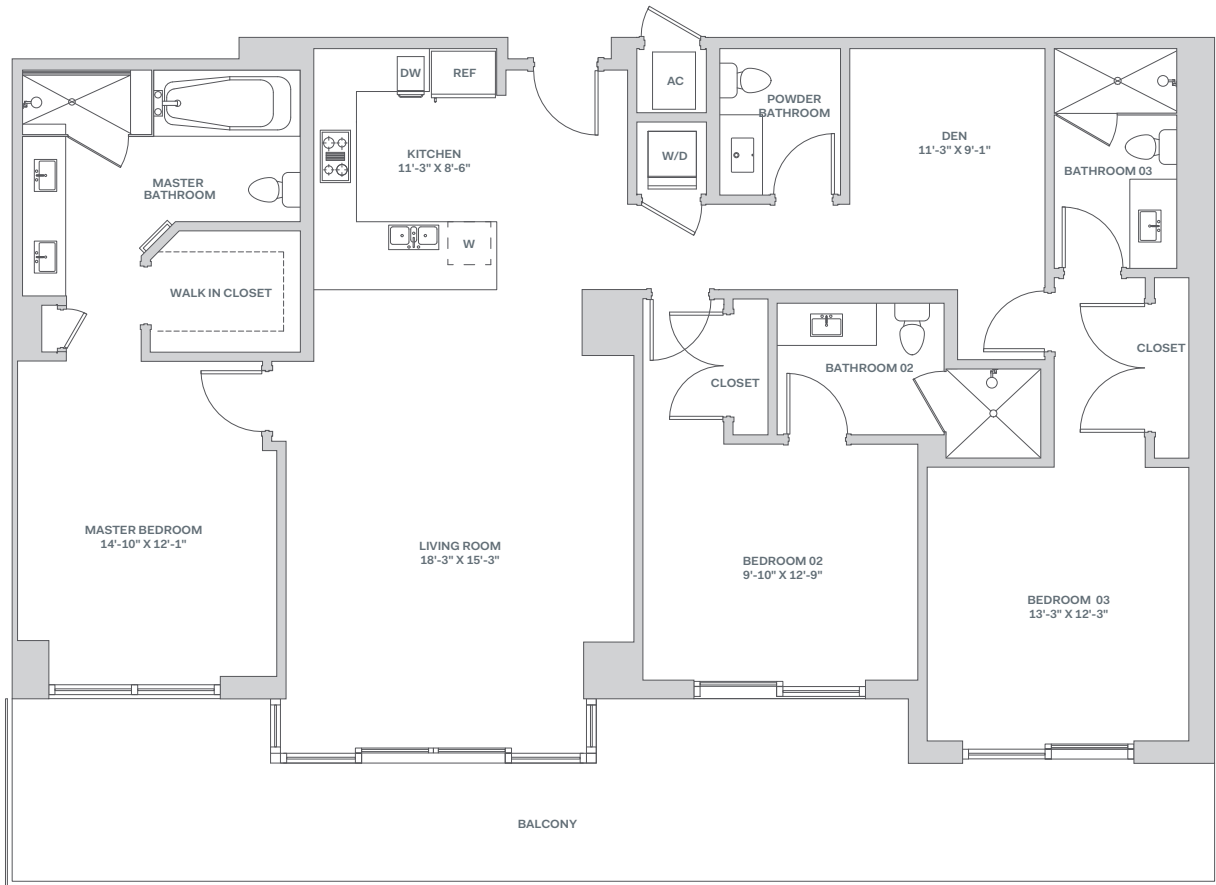 DW
REF
AC
POWDER
BATHROOM
KITCHEN
11'-3" X 8'-6"
W/D
DEN
11'-3" X 9'-1"
BATHROOM 03
MASTER
BATHROOM
W
WALK IN CLOSET
CLOSET
BATHROOM 02
CLOSET
MASTER BEDROOM
14'-10" X 12'-1"
LIVING ROOM
18'-3" X 15'-3"
BEDROOM 02
9'-10" X 12'-9"
BEDROOM 03
13'-3" X 12'-3"
BALCONY